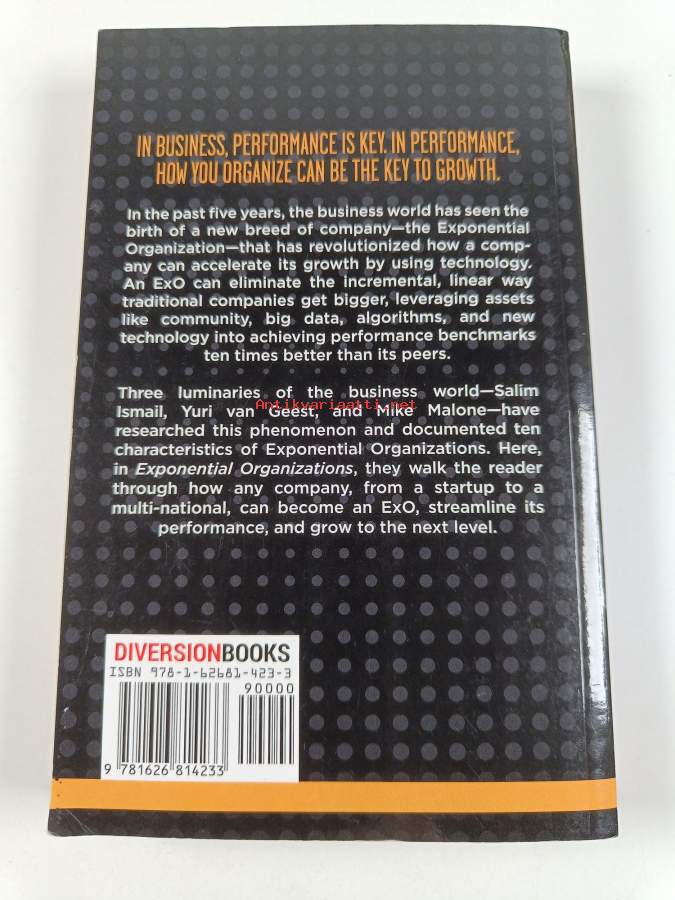 IN BUSINESS, PERFORMANCE IS KEY. IN PERFORMANCE,
HOW YOU ORGANIZE CAN BE THE KEY TO GROWTH.
In the past five years, the business world has seen the
birth of a new breed of company—the Exponential
Organization—that has revolutionized how a comp-
any can accelerate its growth by using technology.
An ExO can eliminate the incremental, linear way
traditional companies get bigger, leveraging assets
like community, big data, algorithms, and new
technology into achieving performance benchmarks
ten times better than its peers.
Three luminaries of the business world—Salim
Ismail, Yuri van Geest, and Mike Malone—have
Antikvariaatti.net
researched this phenomenon and documented ten
characteristics of Exponential Organizations. Here,
in Exponential Organizations, they walk the reader
through how any company, from a startup to a
multi-national, can become an ExO, streamline its
performance, and grow to the next level.
DIVERSIONBOOKS
ISBN 978-1-62681-423-3
90000
9 781626 814233